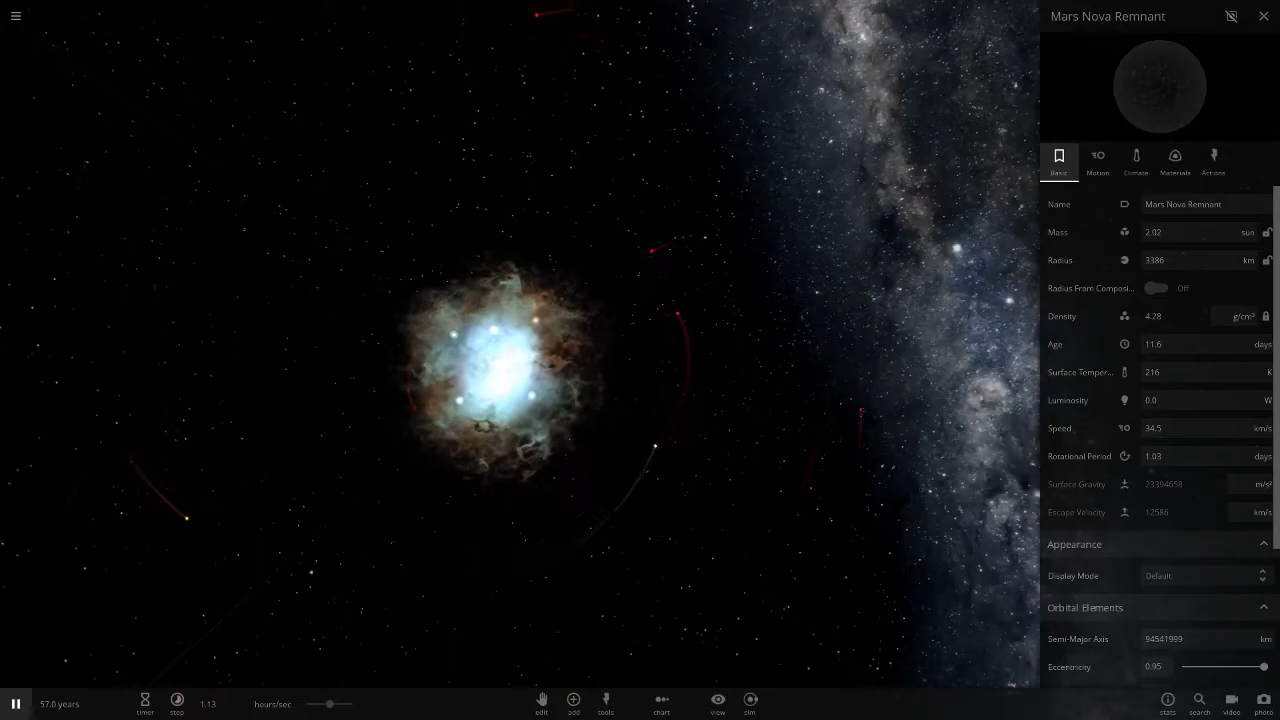 Mars Nova Remnant
Basic
Motion
Climate
Materials
Actions
Name Mars Nova Remnant
Mass 2.02 sun
Radius 3386 km
Radius From Composi... Off
Density 4.28 g/cm³
Age 11.6 days
Surface Temper... 216 K
Luminosity 0.0 W
Speed 34.5 km/s
Rotational Period 1.03 days
Surface Gravity 23394658 m/s²
Escape Velocity 12586 km/s
Appearance
Display Mode Default
Orbital Elements
Semi-Major Axis 94541999 km
Eccentricity 0.95
57.0 years
timer
step
1.13 hours/sec
edit
add
tools
chart
view
sim
stats
search
video
photo